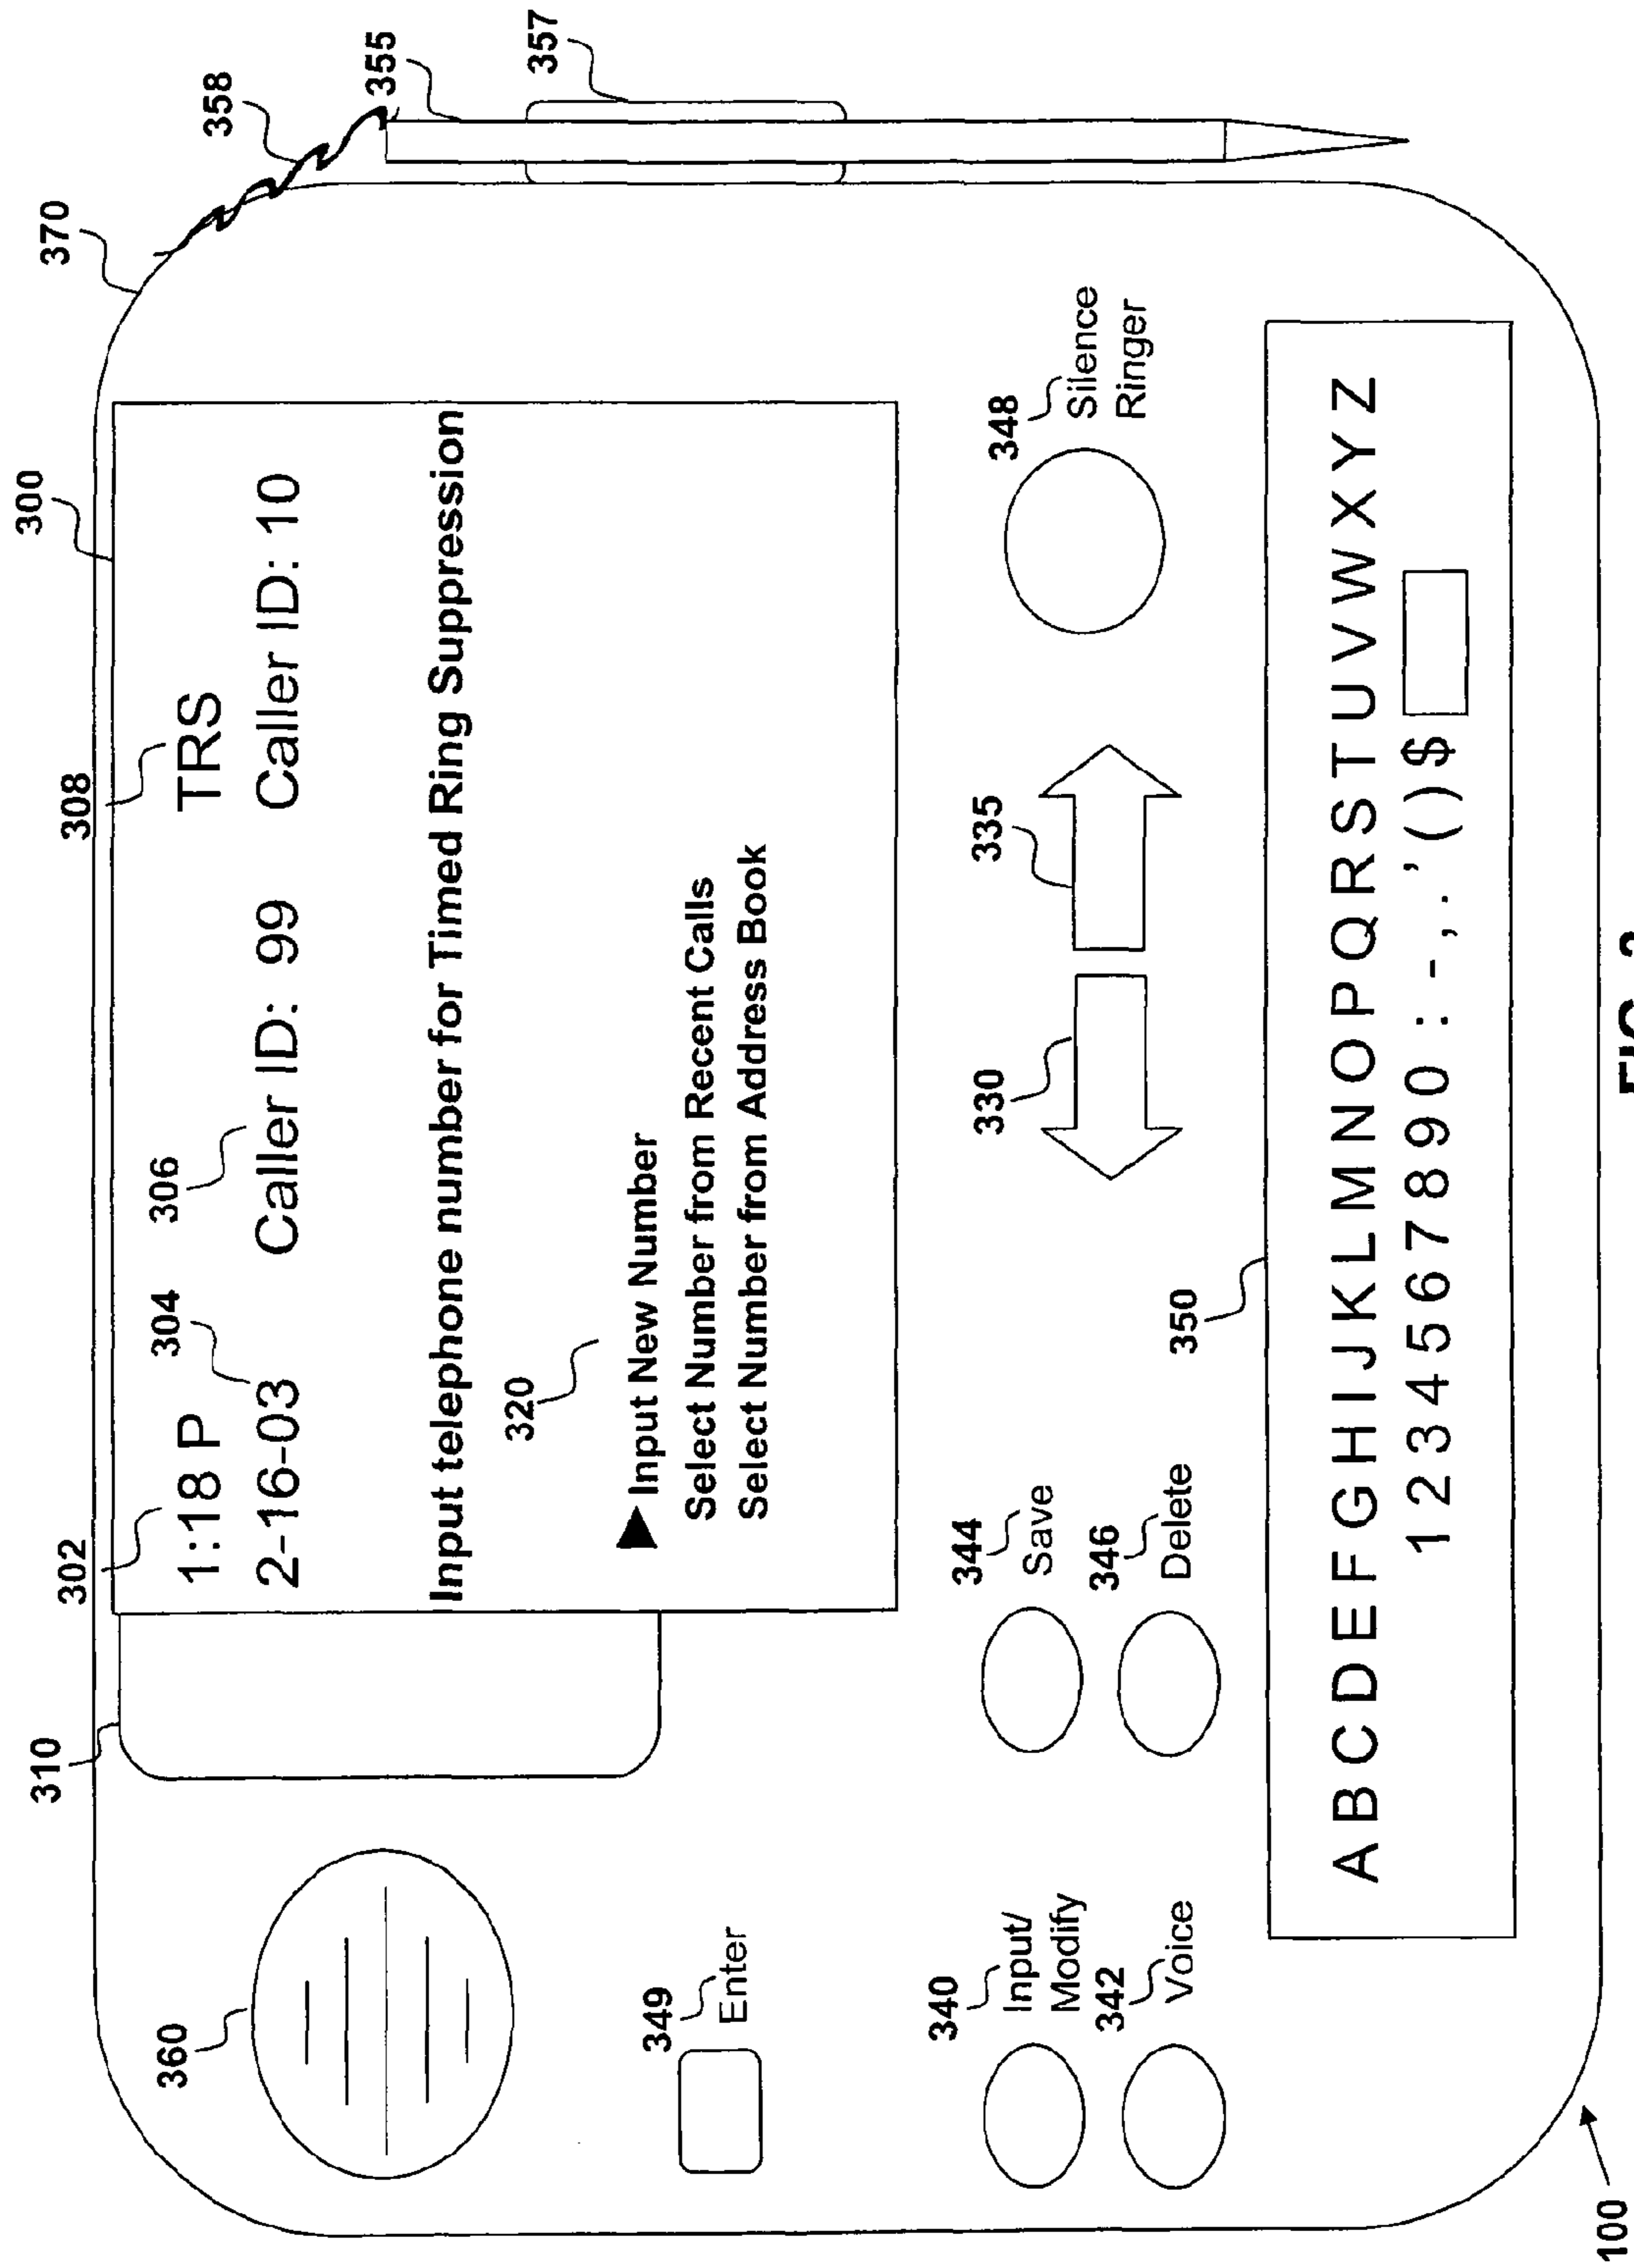 300
370
358
355
357
302
304
306
308
310
360
1:18 P
TRS
2-16-03
Caller ID: 99
Caller ID: 10
Input telephone number for Timed Ring Suppression
320
▶ Input New Number
Select Number from Recent Calls
Select Number from Address Book
349
Enter
340
Input/
Modify
342
Voice
344
Save
346
Delete
330
335
348
Silence
Ringer
350
A B C D E F G H I J K L M N O P Q R S T U V W X Y Z
1 2 3 4 5 6 7 8 9 0 : - , . ' ( ) $
100